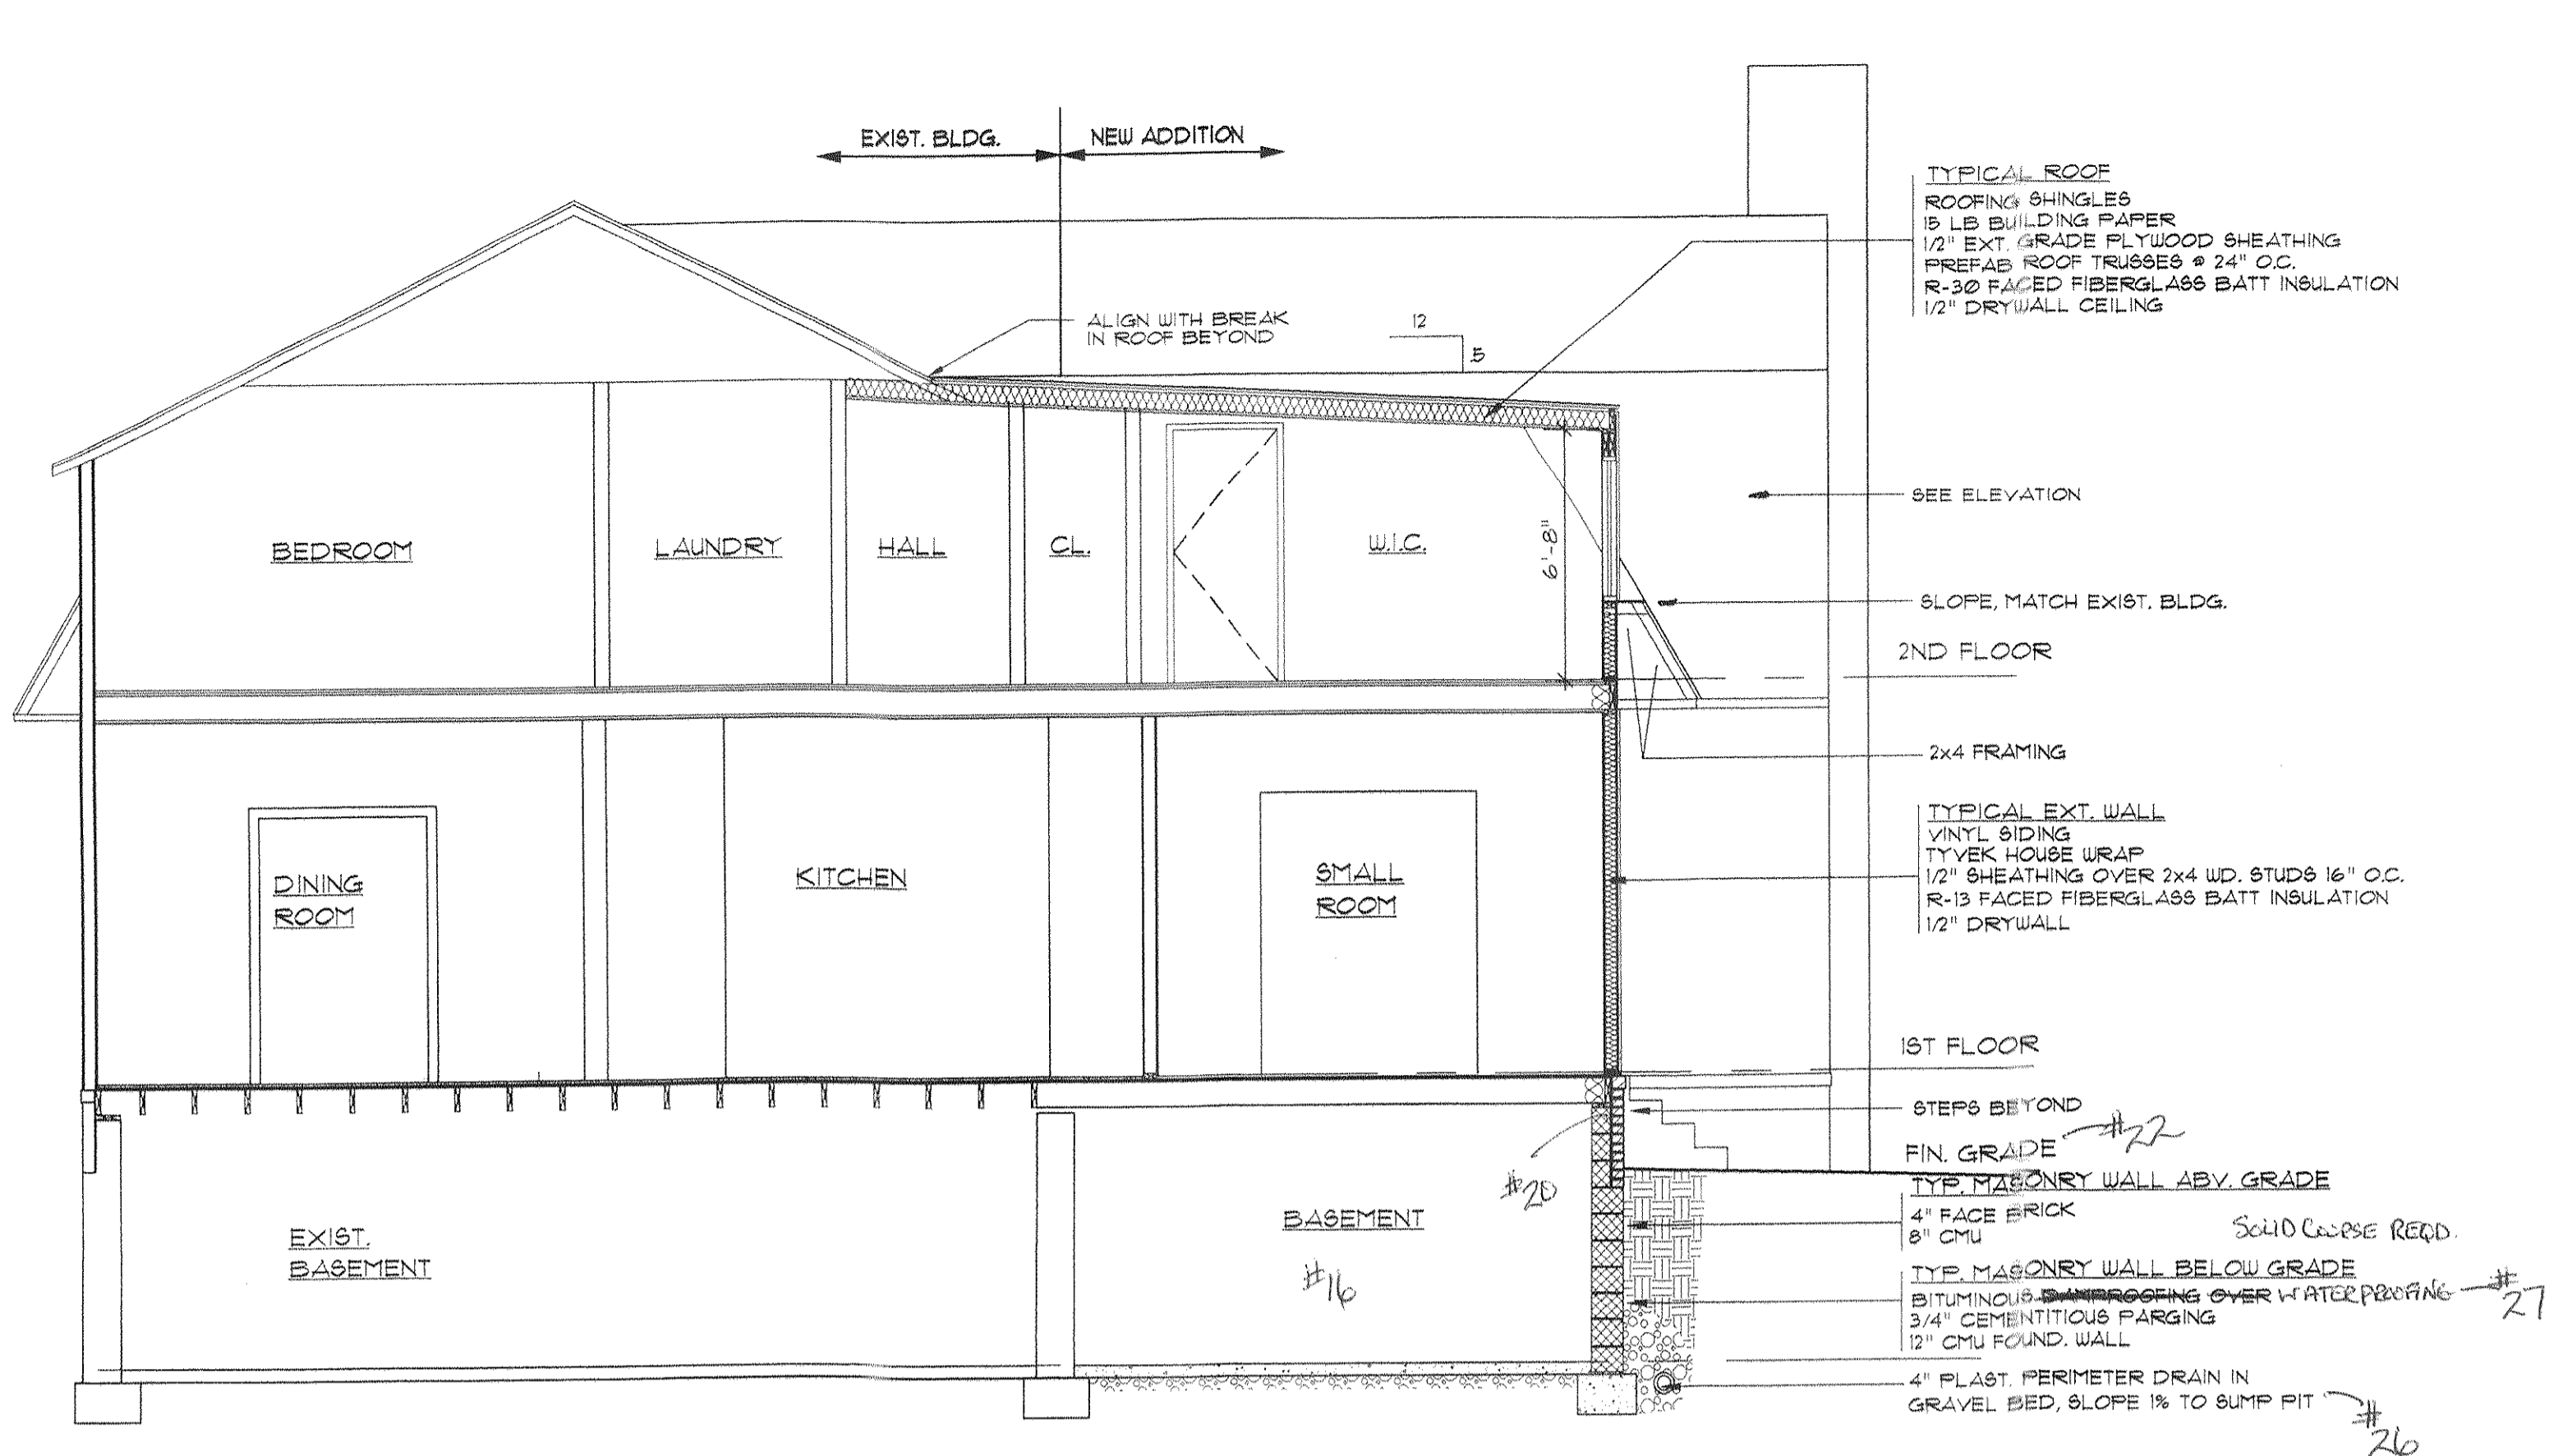 EXIST. BLDG.
NEW ADDITION
TYPICAL ROOF
ROOFING SHINGLES
15 LB BUILDING PAPER
1/2" EXT. GRADE PLYWOOD SHEATHING
PREFAB ROOF TRUSSES @ 24" O.C.
R-30 FACED FIBERGLASS BATT INSULATION
1/2" DRYWALL CEILING
ALIGN WITH BREAK
IN ROOF BEYOND
12
5
SEE ELEVATION
BEDROOM
LAUNDRY
HALL
CL.
6'-8"
W.I.C.
SLOPE, MATCH EXIST. BLDG.
2ND FLOOR
2x4 FRAMING
TYPICAL EXT. WALL
VINYL SIDING
TYVEK HOUSE WRAP
1/2" SHEATHING OVER 2x4 WD. STUDS 16" O.C.
R-13 FACED FIBERGLASS BATT INSULATION
1/2" DRYWALL
DINING
ROOM
KITCHEN
SMALL
ROOM
1ST FLOOR
STEPS BEYOND
FIN. GRADE #22
TYP. MASONRY WALL ABV. GRADE
4" FACE BRICK
8" CMU
SOLID COURSE REQD.
#20
EXIST.
BASEMENT
BASEMENT
#16
TYP. MASONRY WALL BELOW GRADE
BITUMINOUS DAMPROOFING OVER WATERPROOFING #27
3/4" CEMENTITIOUS PARGING
12" CMU FOUND. WALL
4" PLAST. PERIMETER DRAIN IN
GRAVEL BED, SLOPE 1% TO SUMP PIT
#26